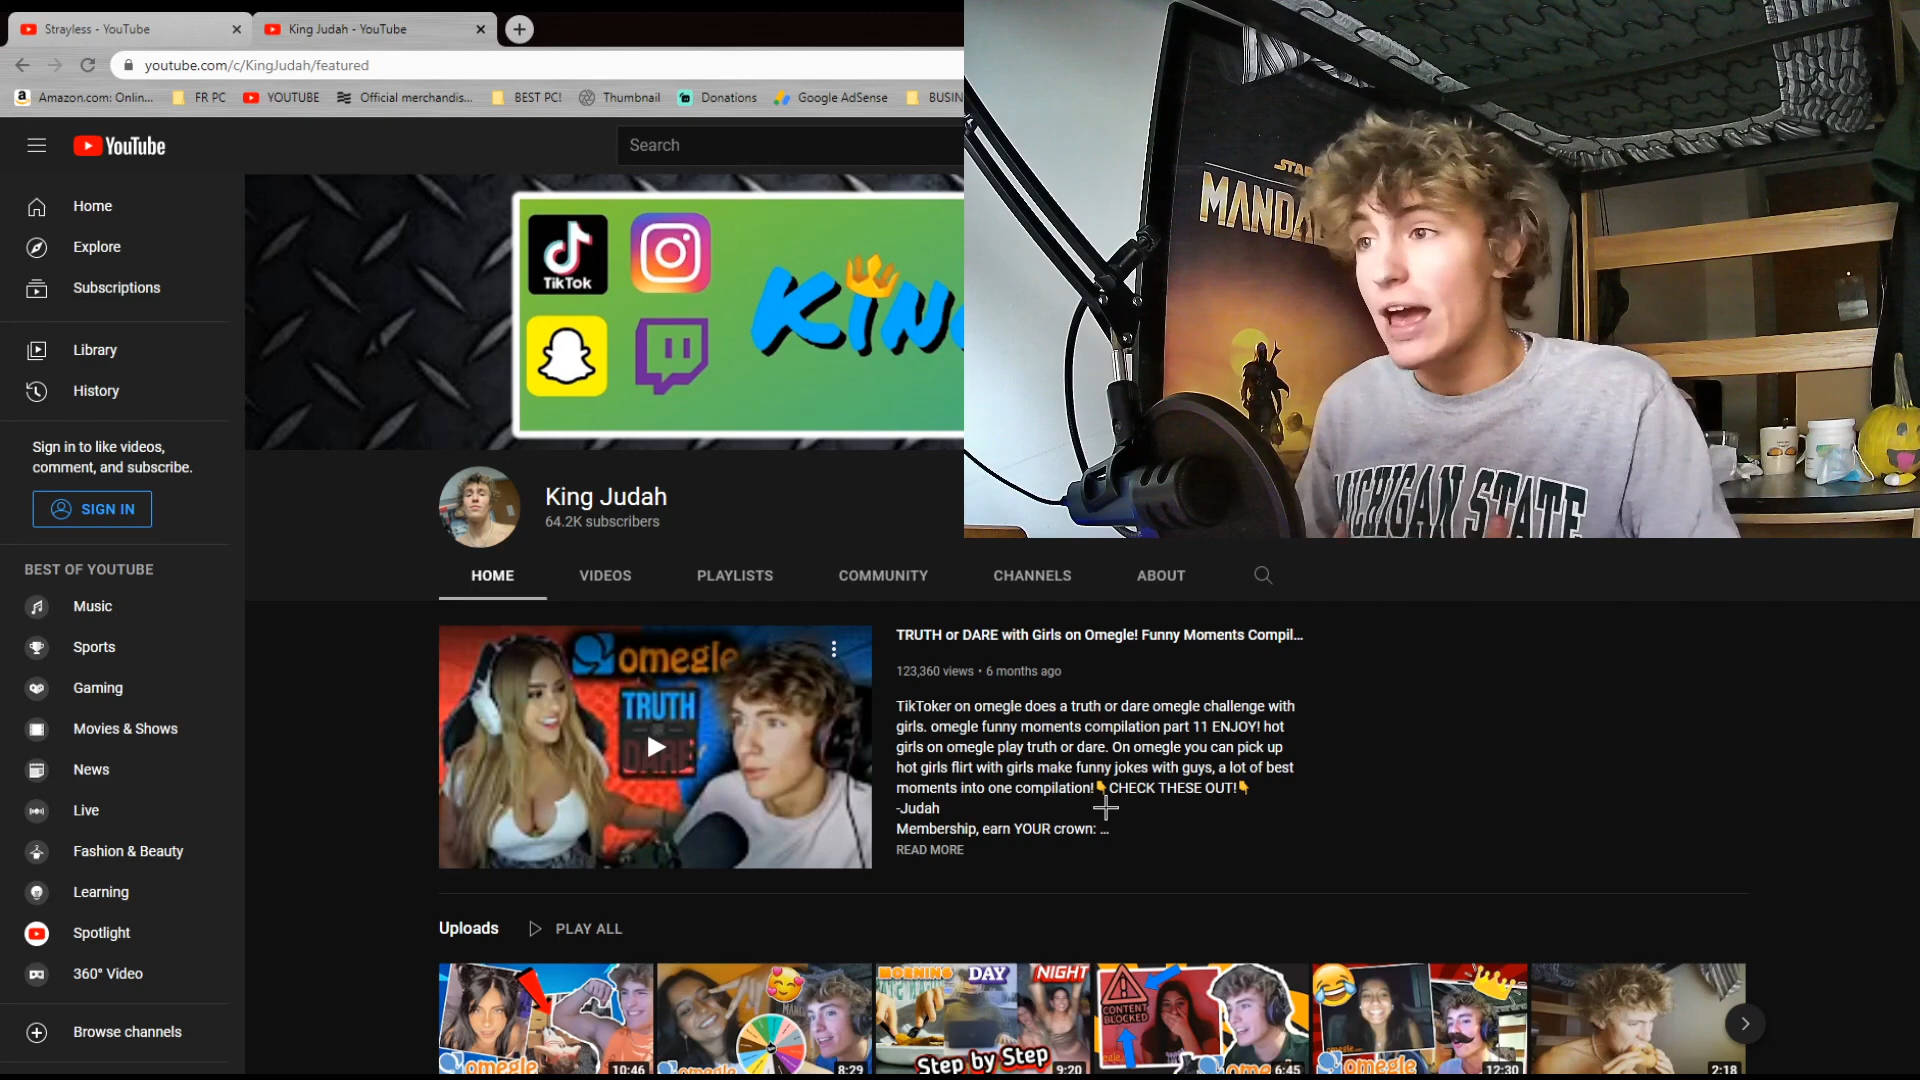 Strayless - YouTube
King Judah - YouTube
youtube.com/c/KingJudah/featured
Amazon.com: Onlin...
FR PC
YOUTUBE
Official merchandis...
BEST PC!
Thumbnail
Donations
Google AdSense
BUSIN
YouTube
Search
Home
Explore
Subscriptions
Library
History
Sign in to like videos,
comment, and subscribe.
SIGN IN
BEST OF YOUTUBE
Music
Sports
Gaming
Movies & Shows
News
Live
Fashion & Beauty
Learning
Spotlight
360° Video
Browse channels
TikTok
KING
STAR
MANDA
MICHIGAN STATE
King Judah
64.2K subscribers
HOME
VIDEOS
PLAYLISTS
COMMUNITY
CHANNELS
ABOUT
omegle
TRUTH
OR
DARE
TRUTH or DARE with Girls on Omegle! Funny Moments Compil...
123,360 views • 6 months ago
TikToker on omegle does a truth or dare omegle challenge with
girls. omegle funny moments compilation part 11 ENJOY! hot
girls on omegle play truth or dare. On omegle you can pick up
hot girls flirt with girls make funny jokes with guys, a lot of best
moments into one compilation!👇CHECK THESE OUT!👇
-Judah
Membership, earn YOUR crown: ...
READ MORE
Uploads
PLAY ALL
omegle
10:46
omegle
8:29
MORNING DAY NIGHT
Step by Step
9:20
CONTENT
BLOCKED
omegle
6:45
omegle
12:30
2:18